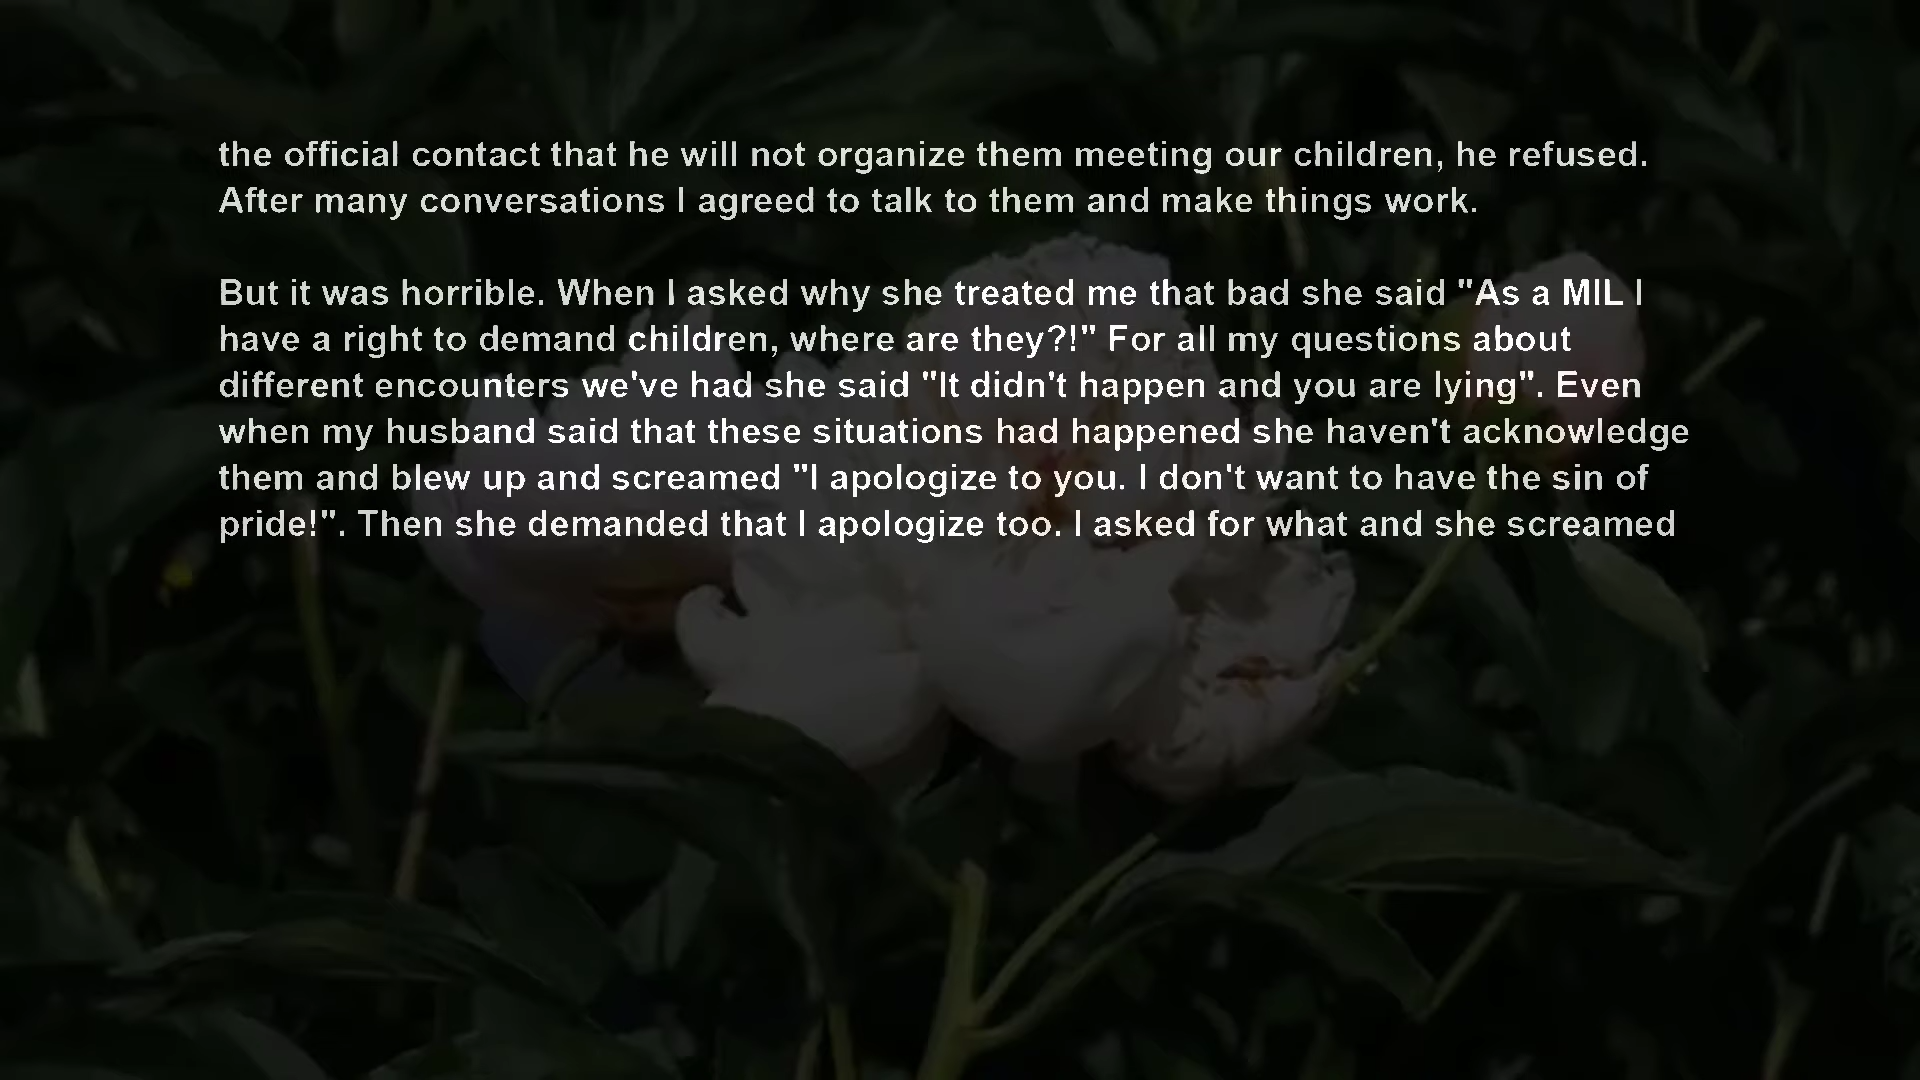 the official contact that he will not organize them meeting our children, he refused.
After many conversations I agreed to talk to them and make things work.
But it was horrible. When I asked why she treated me that bad she said "As a MIL I
have a right to demand children, where are they?!" For all my questions about
different encounters we've had she said "It didn't happen and you are lying". Even
when my husband said that these situations had happened she haven't acknowledge
them and blew up and screamed "I apologize to you. I don't want to have the sin of
pride!". Then she demanded that I apologize too. I asked for what and she screamed